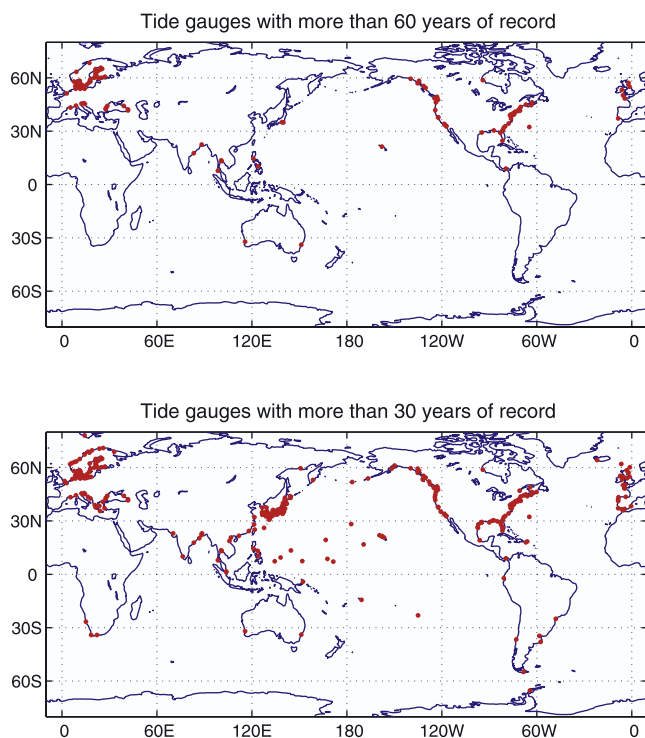 Tide gauges with more than 60 years of record
60N
30N
0
30S
60S
0 60E 120E 180 120W 60W 0
Tide gauges with more than 30 years of record
60N
30N
0
30S
60S
0 60E 120E 180 120W 60W 0